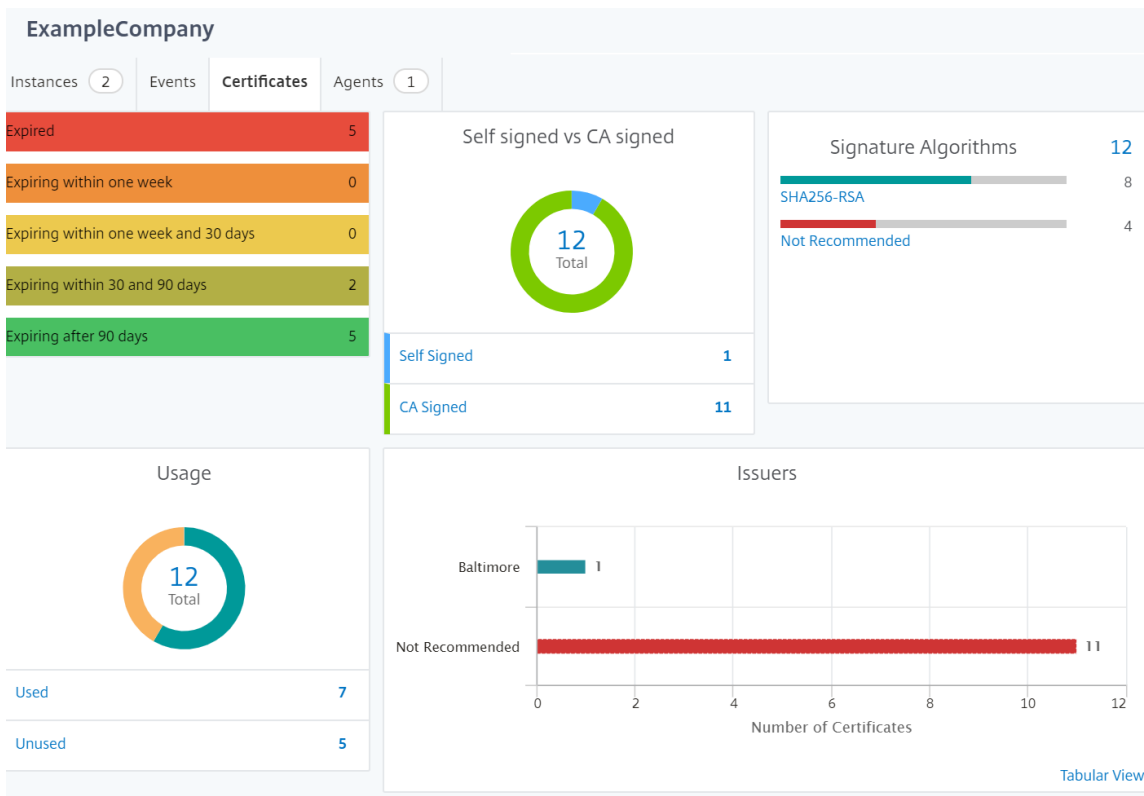 ExampleCompany
Instances 2 Events Certificates Agents 1
Expired 5
Expiring within one week 0
Expiring within one week and 30 days 0
Expiring within 30 and 90 days 2
Expiring after 90 days 5
Self signed vs CA signed
12
Total
Self Signed 1
CA Signed 11
Signature Algorithms 12
8
SHA256-RSA
4
Not Recommended
Usage
12
Total
Used 7
Unused 5
Issuers
Baltimore 1
Not Recommended 11
0 2 4 6 8 10 12
Number of Certificates
Tabular View